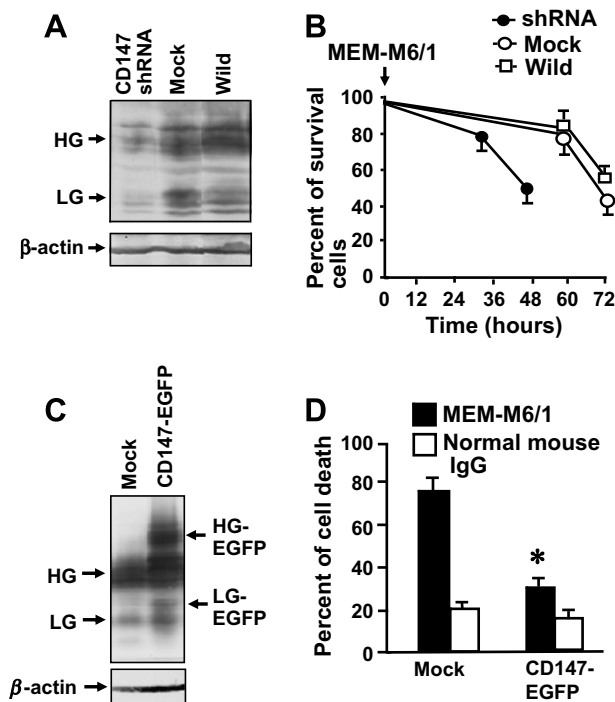 A
CD147
shRNA
Mock
Wild
HG
LG
β-actin
B
MEM-M6/1
shRNA
Mock
Wild
Percent of survival
cells
100
80
60
40
20
0
0 12 24 36 48 60 72
Time (hours)
C
Mock
CD147-EGFP
HG-
EGFP
HG
LG-
EGFP
LG
β-actin
D
MEM-M6/1
Normal mouse
IgG
Percent of cell death
100
80
60
40
20
0
*
Mock
CD147-
EGFP